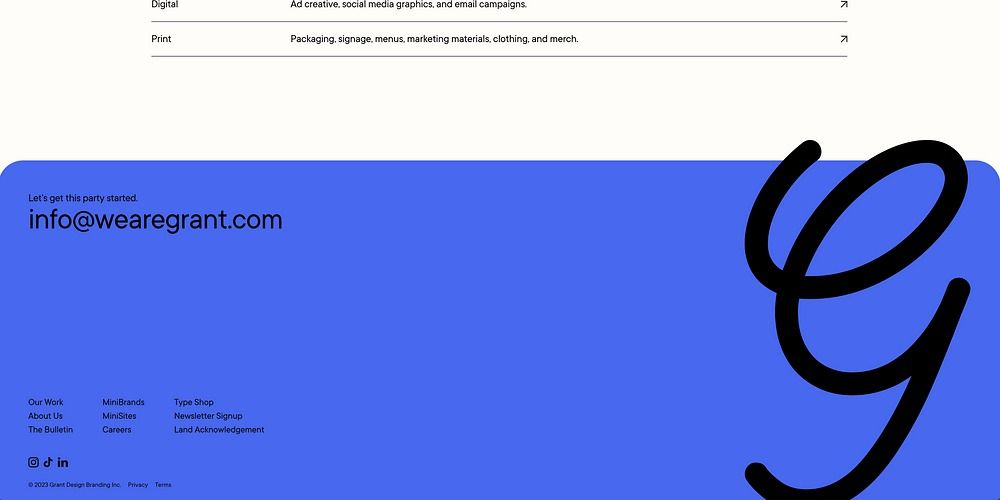 Digital Ad creative, social media graphics, and email campaigns.
Print Packaging, signage, menus, marketing materials, clothing, and merch.
Let's get this party started.
info@wearegrant.com
Our Work MiniBrands Type Shop
About Us MiniSites Newsletter Signup
The Bulletin Careers Land Acknowledgement
© 2023 Grant Design Branding Inc. Privacy Terms